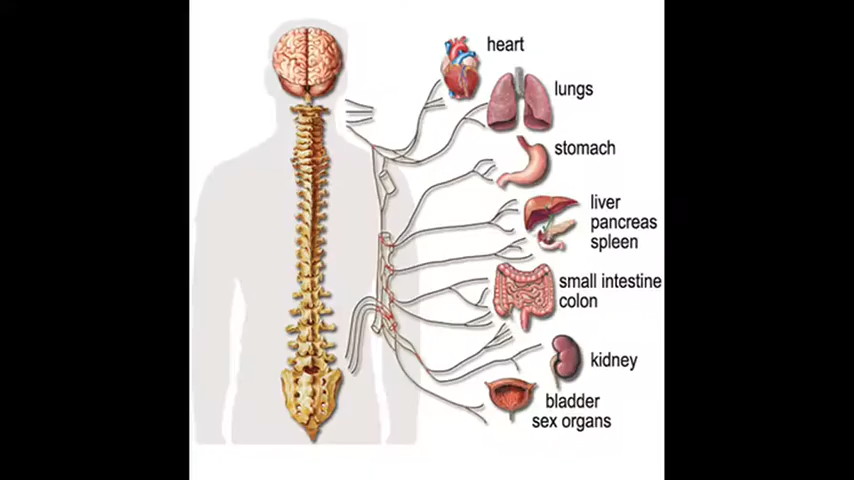 heart
lungs
stomach
liver
pancreas
spleen
small intestine
colon
kidney
bladder
sex organs